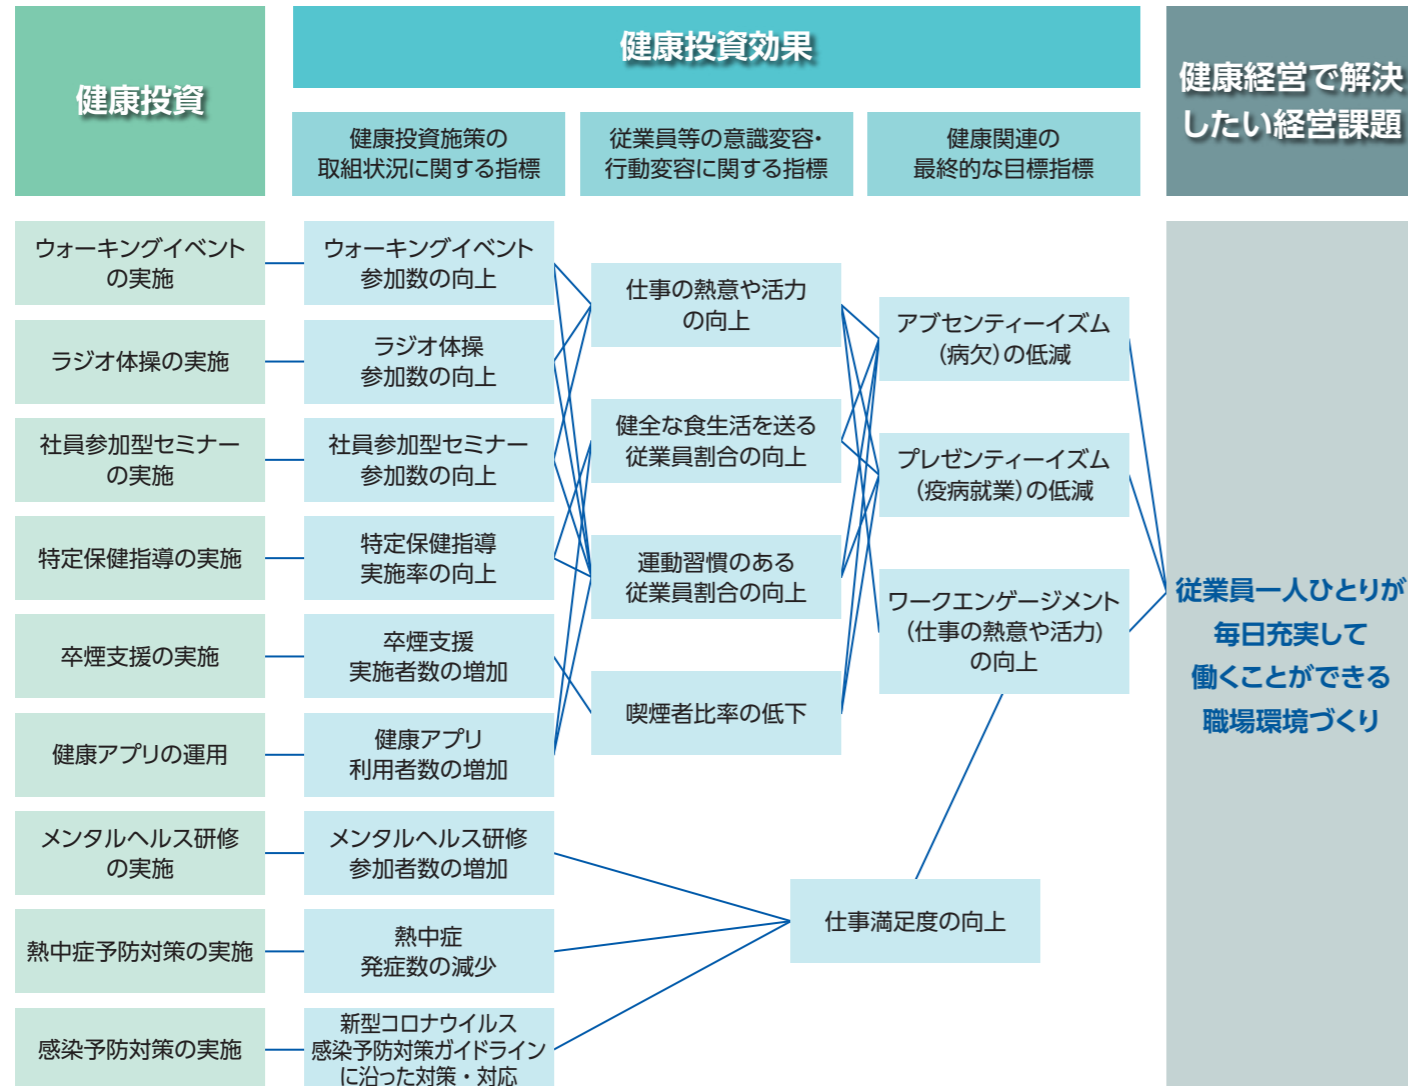 健康投資
健康投資効果
健康経営で解決
したい経営課題
健康投資施策の
取組状況に関する指標
従業員等の意識変容・
行動変容に関する指標
健康関連の
最終的な目標指標
ウォーキングイベント
の実施
ラジオ体操の実施
社員参加型セミナー
の実施
特定保健指導の実施
卒煙支援の実施
健康アプリの運用
メンタルヘルス研修
の実施
熱中症予防対策の実施
感染予防対策の実施
ウォーキングイベント
参加数の向上
ラジオ体操
参加数の向上
社員参加型セミナー
参加数の向上
特定保健指導
実施率の向上
卒煙支援
実施者数の増加
健康アプリ
利用者数の増加
メンタルヘルス研修
参加者数の増加
熱中症
発症数の減少
新型コロナウイルス
感染予防対策ガイドライン
に沿った対策・対応
仕事の熱意や活力
の向上
健全な食生活を送る
従業員割合の向上
運動習慣のある
従業員割合の向上
喫煙者比率の低下
仕事満足度の向上
アブセンティーイズム
(病欠)の低減
プレゼンティーイズム
(疫病就業)の低減
ワークエンゲージメント
(仕事の熱意や活力)
の向上
従業員一人ひとりが
毎日充実して
働くことができる
職場環境づくり